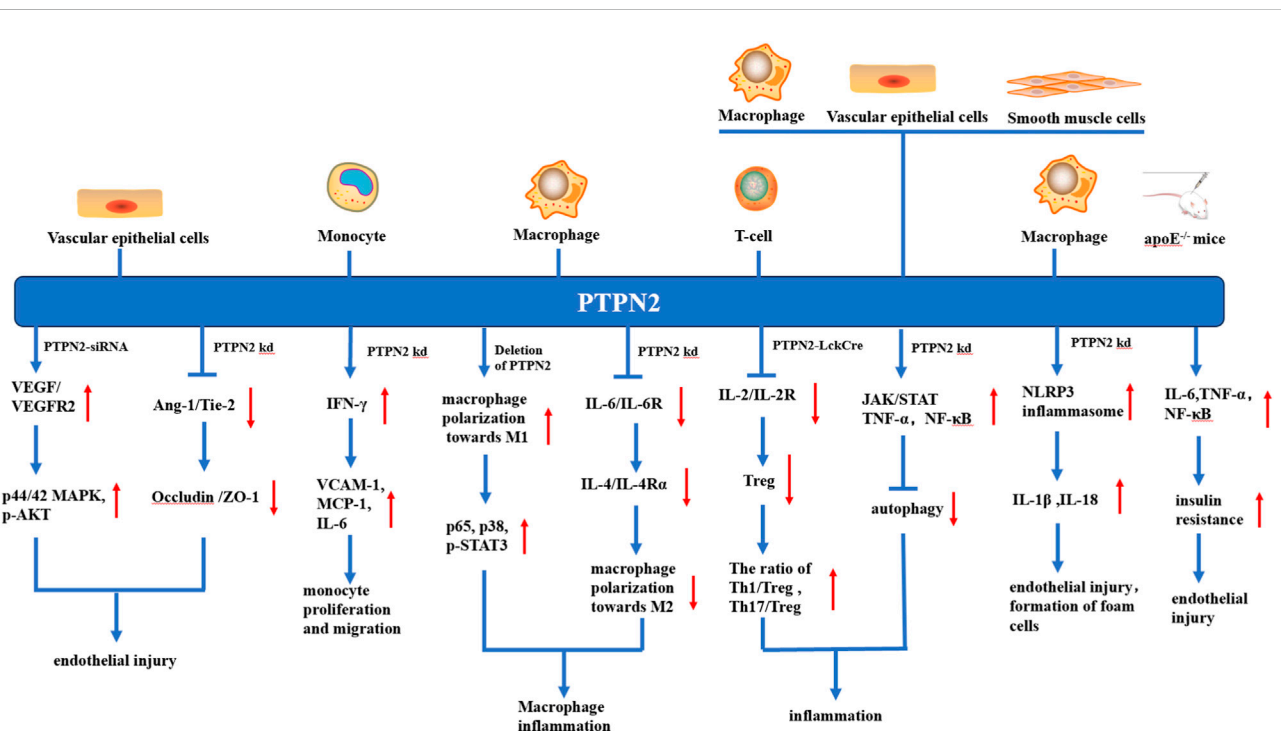 Macrophage
Vascular epithelial cells
Smooth muscle cells
Vascular epithelial cells
Monocyte
Macrophage
T-cell
Macrophage
apoE-/- mice
PTPN2
PTPN2-siRNA
VEGF/
VEGFR2
p44/42 MAPK,
p-AKT
PTPN2 kd
Ang-1/Tie-2
Occludin /ZO-1
endothelial injury
PTPN2 kd
IFN-γ
VCAM-1,
MCP-1,
IL-6
monocyte
proliferation
and migration
Deletion
of PTPN2
macrophage
polarization
towards M1
p65, p38,
p-STAT3
PTPN2 kd
IL-6/IL-6R
IL-4/IL-4Rα
macrophage
polarization
towards M2
Macrophage
inflammation
PTPN2-LckCre
IL-2/IL-2R
Treg
The ratio of
Th1/Treg ,
Th17/Treg
PTPN2 kd
JAK/STAT
TNF-α, NF-κB
autophagy
inflammation
PTPN2 kd
NLRP3
inflammasome
IL-1β ,IL-18
endothelial injury,
formation of foam
cells
IL-6,TNF-α,
NF-κB
insulin
resistance
endothelial
injury